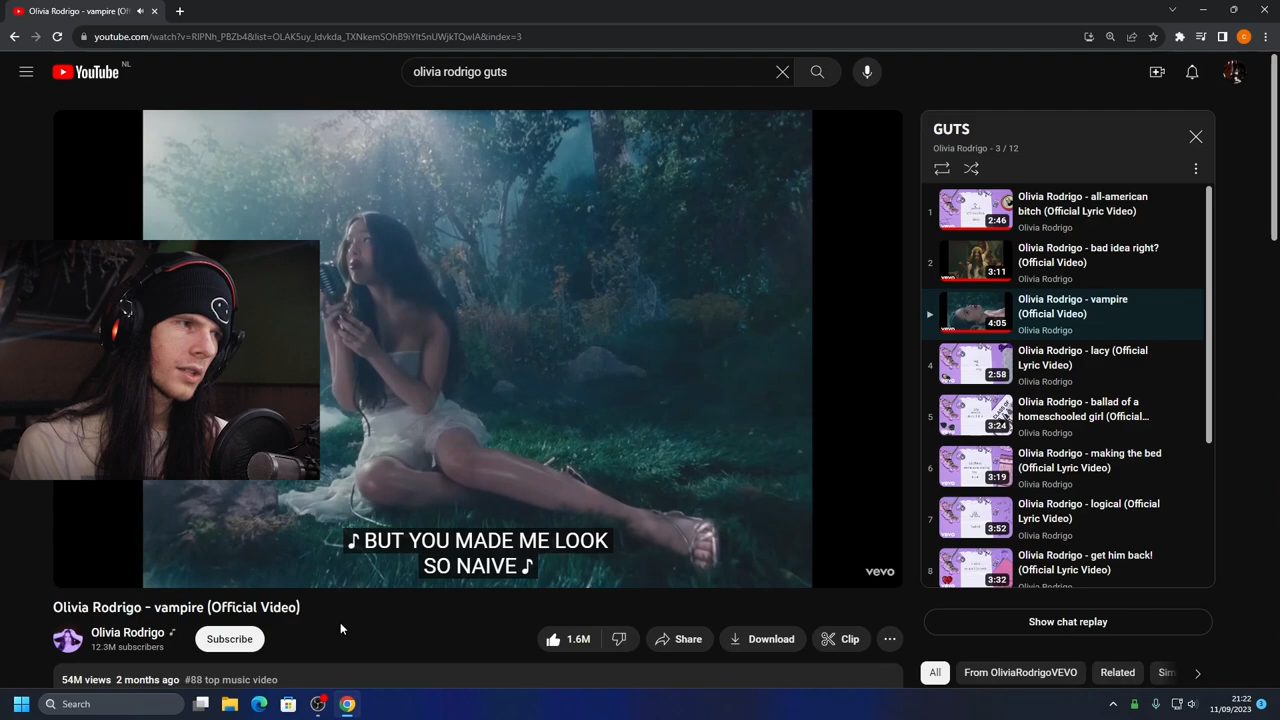 Olivia Rodrigo - vampire (Of
youtube.com/watch?v=RlPNh_PBZb4&list=OLAK5uy_ldvkda_TXNkemSOhB9iYlt5nUWjkTQwIA&index=3
YouTube NL
olivia rodrigo guts
GUTS
Olivia Rodrigo - 3 / 12
1
2:46
Olivia Rodrigo - all-american
bitch (Official Lyric Video)
Olivia Rodrigo
2
3:11
Olivia Rodrigo - bad idea right?
(Official Video)
Olivia Rodrigo
4:05
Olivia Rodrigo - vampire
(Official Video)
Olivia Rodrigo
4
2:58
Olivia Rodrigo - lacy (Official
Lyric Video)
Olivia Rodrigo
5
3:24
Olivia Rodrigo - ballad of a
homeschooled girl (Official...
Olivia Rodrigo
6
3:19
Olivia Rodrigo - making the bed
(Official Lyric Video)
Olivia Rodrigo
7
3:52
Olivia Rodrigo - logical (Official
Lyric Video)
Olivia Rodrigo
8
3:32
Olivia Rodrigo - get him back!
(Official Lyric Video)
♪ BUT YOU MADE ME LOOK
SO NAIVE ♪
vevo
Olivia Rodrigo - vampire (Official Video)
Olivia Rodrigo ♪
12.3M subscribers
Subscribe
1.6M
Share
Download
Clip
Show chat replay
54M views 2 months ago #88 top music video
All
From OliviaRodrigoVEVO
Related
Sim
Search
21:22
11/09/2023
3